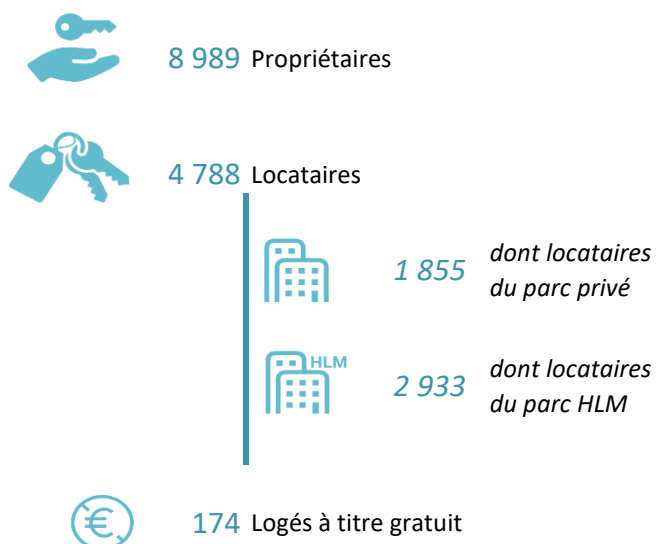 8 989 Propriétaires
4 788 Locataires
1 855 dont locataires
du parc privé
HLM
2 933 dont locataires
du parc HLM
174 Logés à titre gratuit